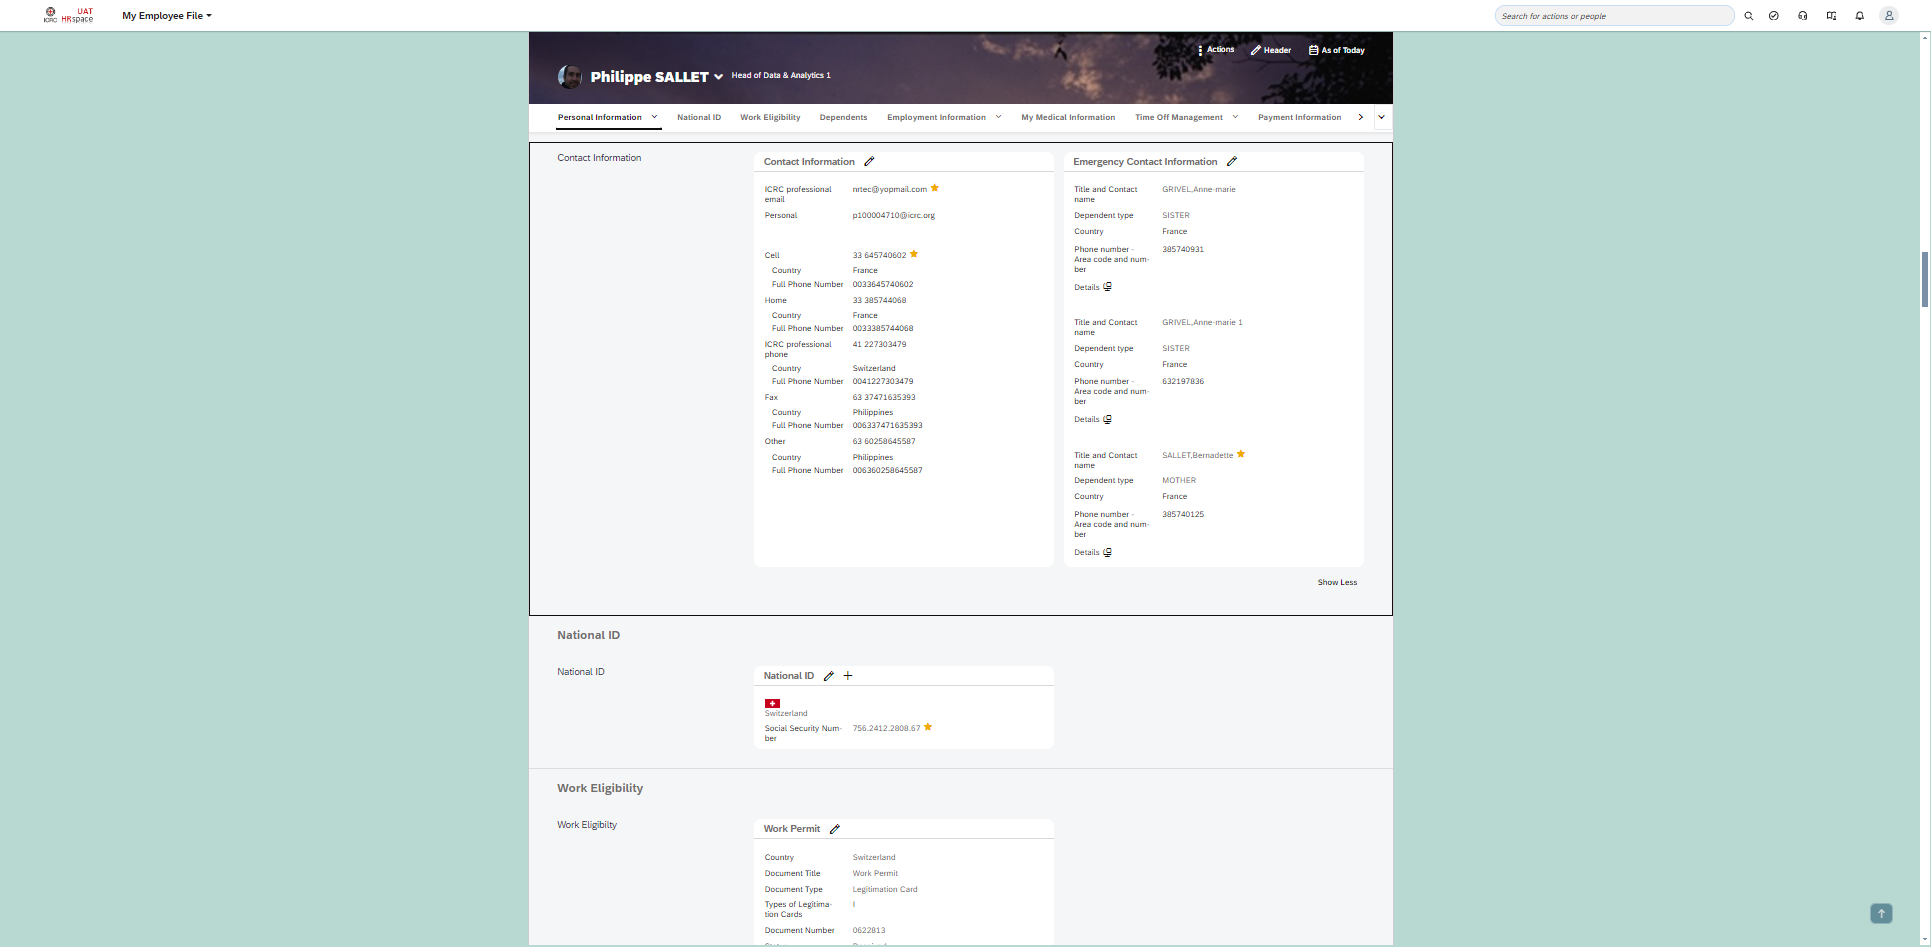 ICRC
UAT
HRspace
My Employee File
Search for actions or people
Actions
Header
As of Today
Philippe SALLET
Head of Data & Analytics 1
Personal Information
National ID
Work Eligibility
Dependents
Employment Information
My Medical Information
Time Off Management
Payment Information
Contact Information
Contact Information
ICRC professional
email
nrtec@yopmail.com
Personal
p100004710@icrc.org
Cell
33 645740602
Country
France
Full Phone Number
0033645740602
Home
33 385744068
Country
France
Full Phone Number
0033385744068
ICRC professional
phone
41 227303479
Country
Switzerland
Full Phone Number
0041227303479
Fax
63 37471635393
Country
Philippines
Full Phone Number
006337471635393
Other
63 60258645587
Country
Philippines
Full Phone Number
006360258645587
Emergency Contact Information
Title and Contact
name
GRIVEL,Anne-marie
Dependent type
SISTER
Country
France
Phone number -
Area code and num-
ber
385740931
Details
Title and Contact
name
GRIVEL,Anne-marie 1
Dependent type
SISTER
Country
France
Phone number -
Area code and num-
ber
632197836
Details
Title and Contact
name
SALLET,Bernadette
Dependent type
MOTHER
Country
France
Phone number -
Area code and num-
ber
385740125
Details
Show Less
National ID
National ID
National ID
Switzerland
Social Security Num-
ber
756.2412.2808.67
Work Eligibility
Work Eligibilty
Work Permit
Country
Switzerland
Document Title
Work Permit
Document Type
Legitimation Card
Types of Legitima-
tion Cards
I
Document Number
0622813